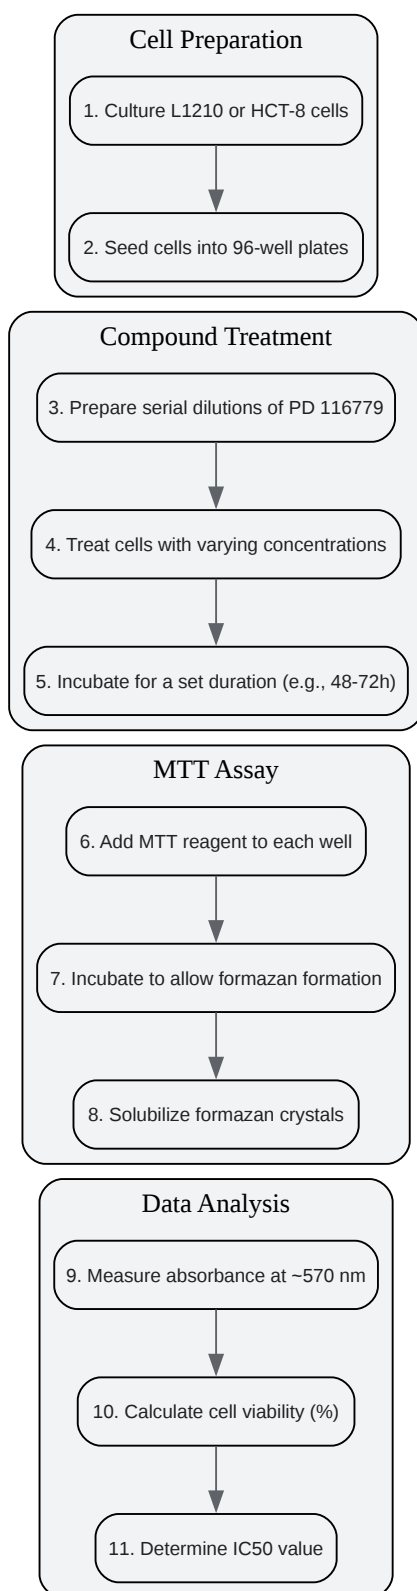 Cell Preparation
1. Culture L1210 or HCT-8 cells
2. Seed cells into 96-well plates
Compound Treatment
3. Prepare serial dilutions of PD 116779
4. Treat cells with varying concentrations
5. Incubate for a set duration (e.g., 48-72h)
MTT Assay
6. Add MTT reagent to each well
7. Incubate to allow formazan formation
8. Solubilize formazan crystals
Data Analysis
9. Measure absorbance at ~570 nm
10. Calculate cell viability (%)
11. Determine IC50 value